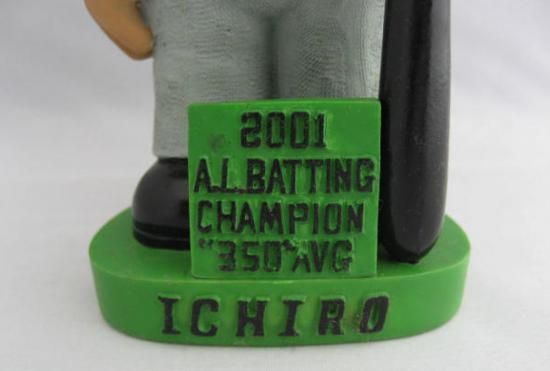 2001
A.L.BATTING
CHAMPION
"350"AVG
ICHIRO